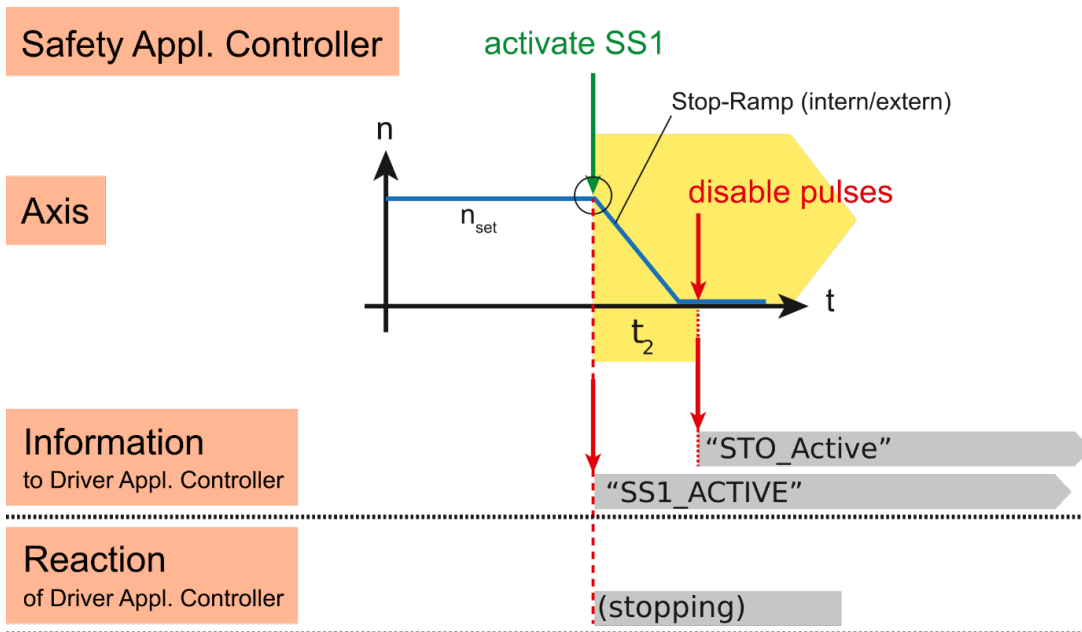 Safety Appl. Controller
activate SS1
Stop-Ramp (intern/extern)
n
Axis
disable pulses
nset
t
t2
Information
to Driver Appl. Controller
“STO_Active”
“SS1_ACTIVE”
Reaction
of Driver Appl. Controller
(stopping)